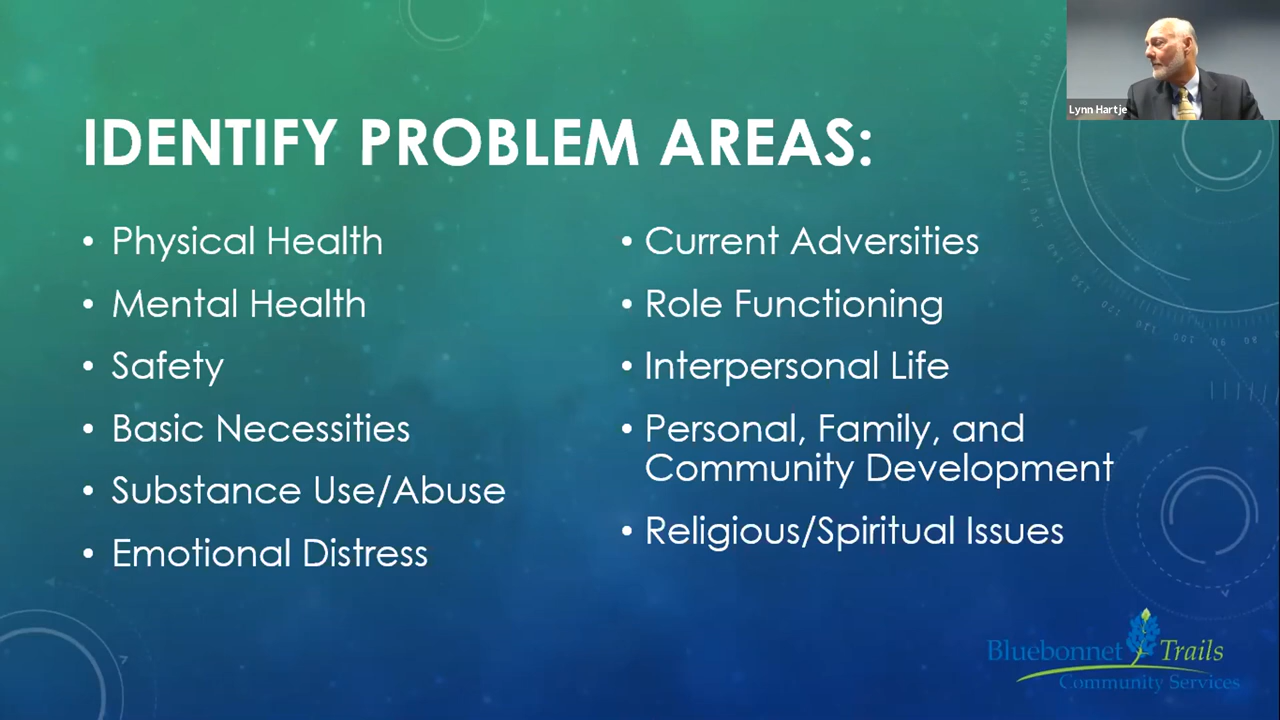 Lynn Hartje
IDENTIFY PROBLEM AREAS:
• Physical Health
• Mental Health
• Safety
• Basic Necessities
• Substance Use/Abuse
• Emotional Distress
• Current Adversities
• Role Functioning
• Interpersonal Life
• Personal, Family, and
Community Development
• Religious/Spiritual Issues
Bluebonnet Trails
Community Services